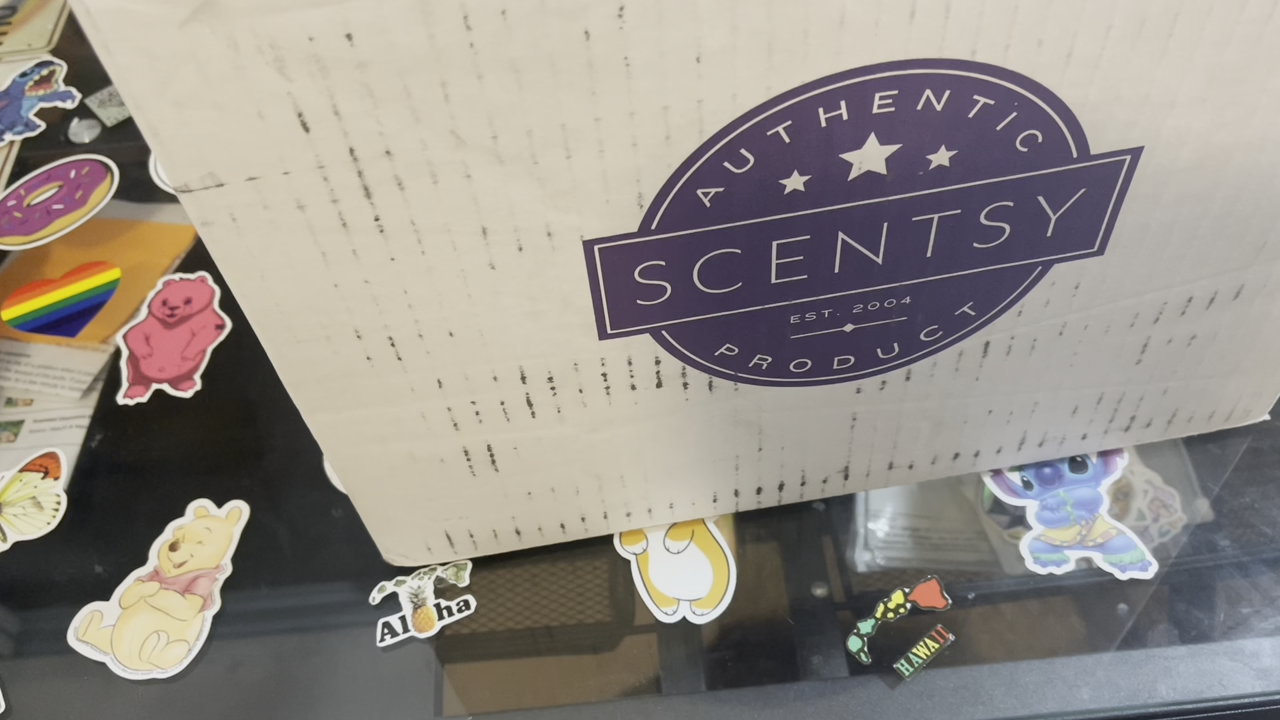 AUTHENTiC
SCENTSY
EST. 2004
PRODUCT
Aloha
HAWAII